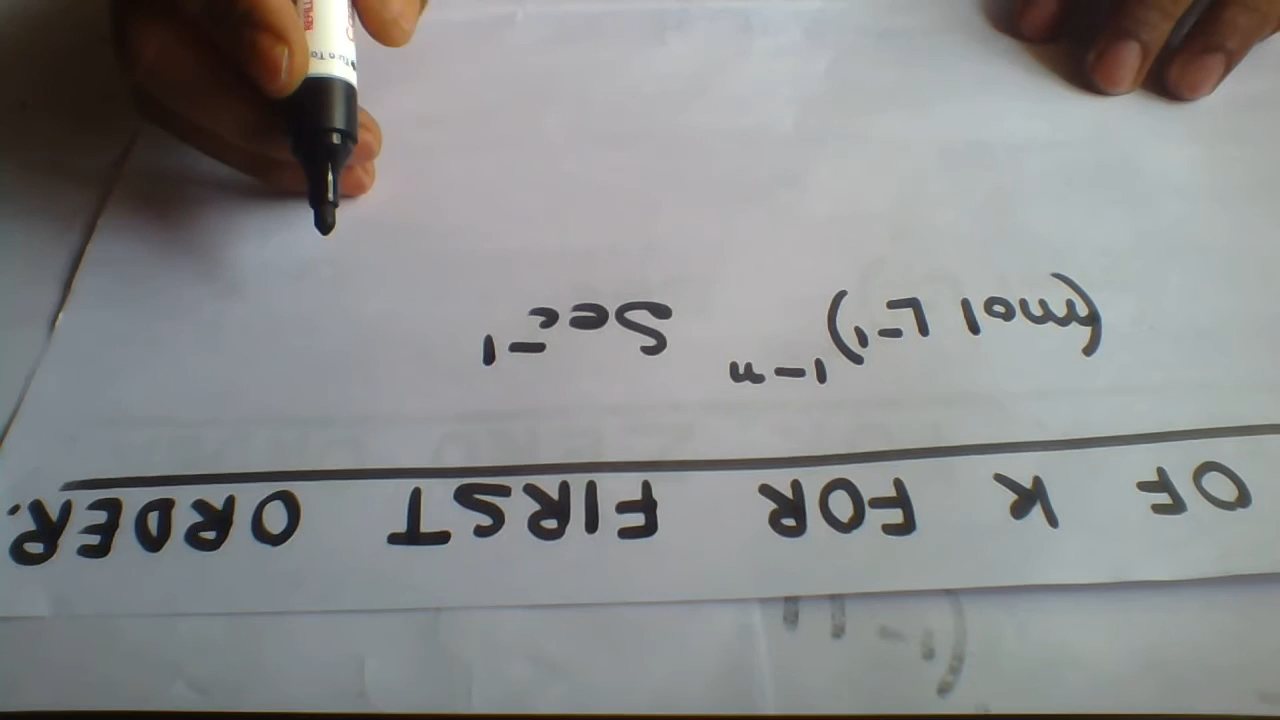 OF K FOR FIRST ORDER.
(mol L⁻¹)¹⁻ⁿ Sec⁻¹